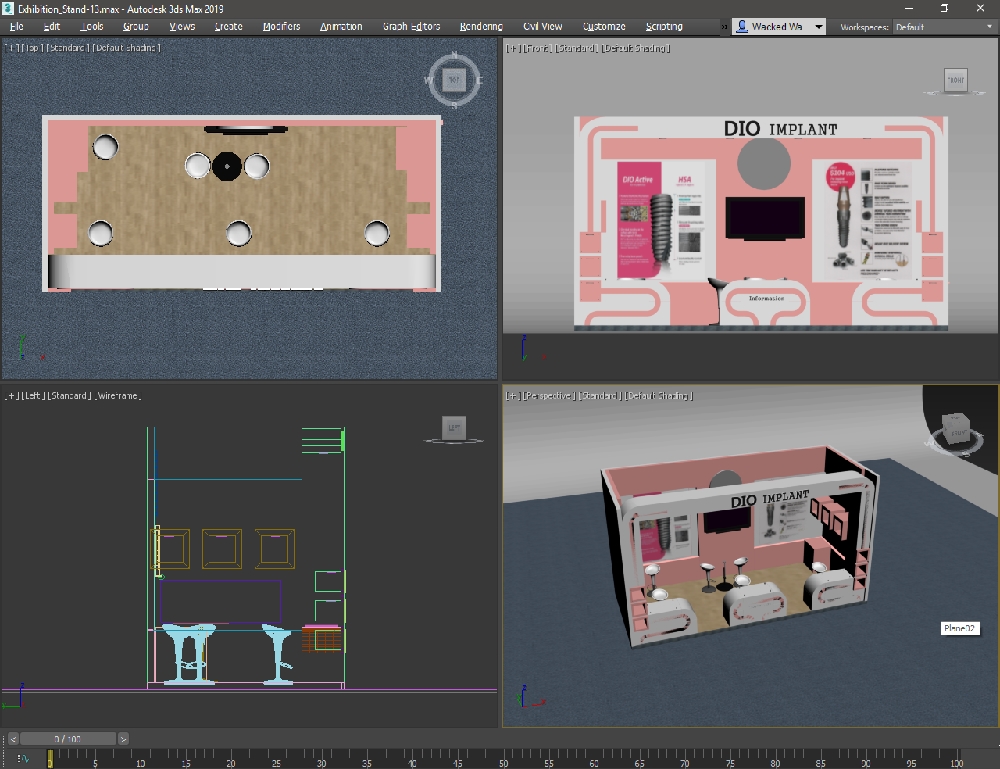 Exhibition_Stand-13.max - Autodesk 3ds Max 2019
File Edit Tools Group Views Create Modifiers Animation Graph Editors Rendering Civil View Customize Scripting » Wacked Wa Workspaces: Default
[+] [Top] [Standard] [Default Shading]
N
W TOP E
S
[+] [Front] [Standard] [Default Shading]
FRONT
DIO IMPLANT
DIO Active
HSA
Information
[+] [Left] [Standard] [Wireframe]
LEFT
[+] [Perspective] [Standard] [Default Shading]
FRONT
DIO IMPLANT
Plane02
< 0 / 100 >
0 5 10 15 20 25 30 35 40 45 50 55 60 65 70 75 80 85 90 95 100